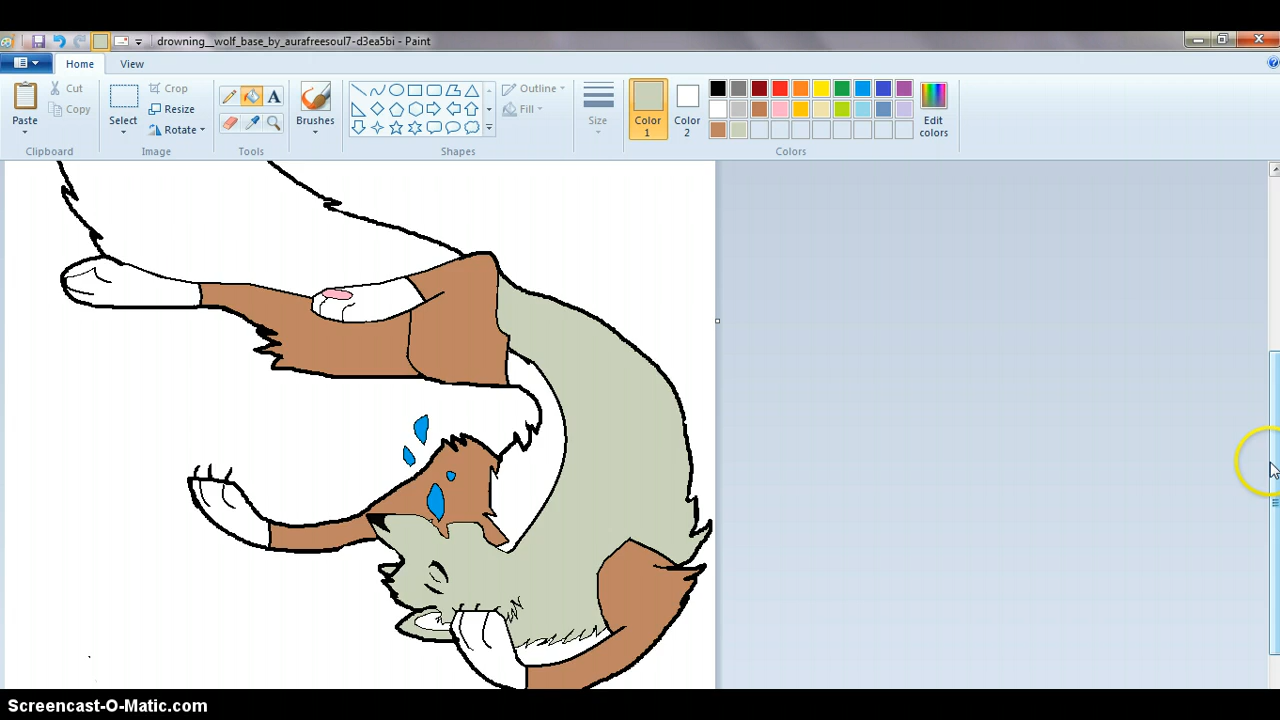 drowning__wolf_base_by_aurafreesoul7-d3ea5bi - Paint
Home
View
Paste
Cut
Copy
Clipboard
Select
Crop
Resize
Rotate
Image
A
Tools
Brushes
Shapes
Outline
Fill
Size
Color 1
Color 2
Edit colors
Colors
Screencast-O-Matic.com